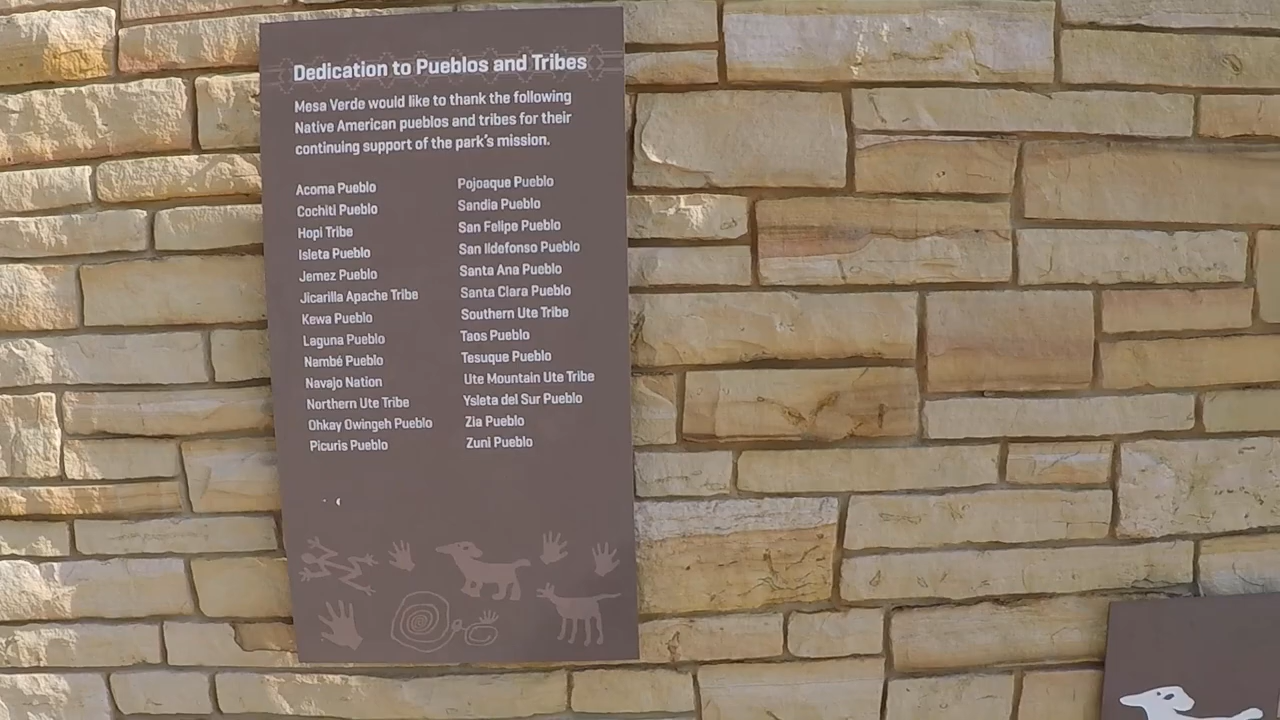 Dedication to Pueblos and Tribes
Mesa Verde would like to thank the following
Native American pueblos and tribes for their
continuing support of the park's mission.
Acoma Pueblo
Cochiti Pueblo
Hopi Tribe
Isleta Pueblo
Jemez Pueblo
Jicarilla Apache Tribe
Kewa Pueblo
Laguna Pueblo
Nambé Pueblo
Navajo Nation
Northern Ute Tribe
Ohkay Owingeh Pueblo
Picuris Pueblo
Pojoaque Pueblo
Sandia Pueblo
San Felipe Pueblo
San Ildefonso Pueblo
Santa Ana Pueblo
Santa Clara Pueblo
Southern Ute Tribe
Taos Pueblo
Tesuque Pueblo
Ute Mountain Ute Tribe
Ysleta del Sur Pueblo
Zia Pueblo
Zuni Pueblo